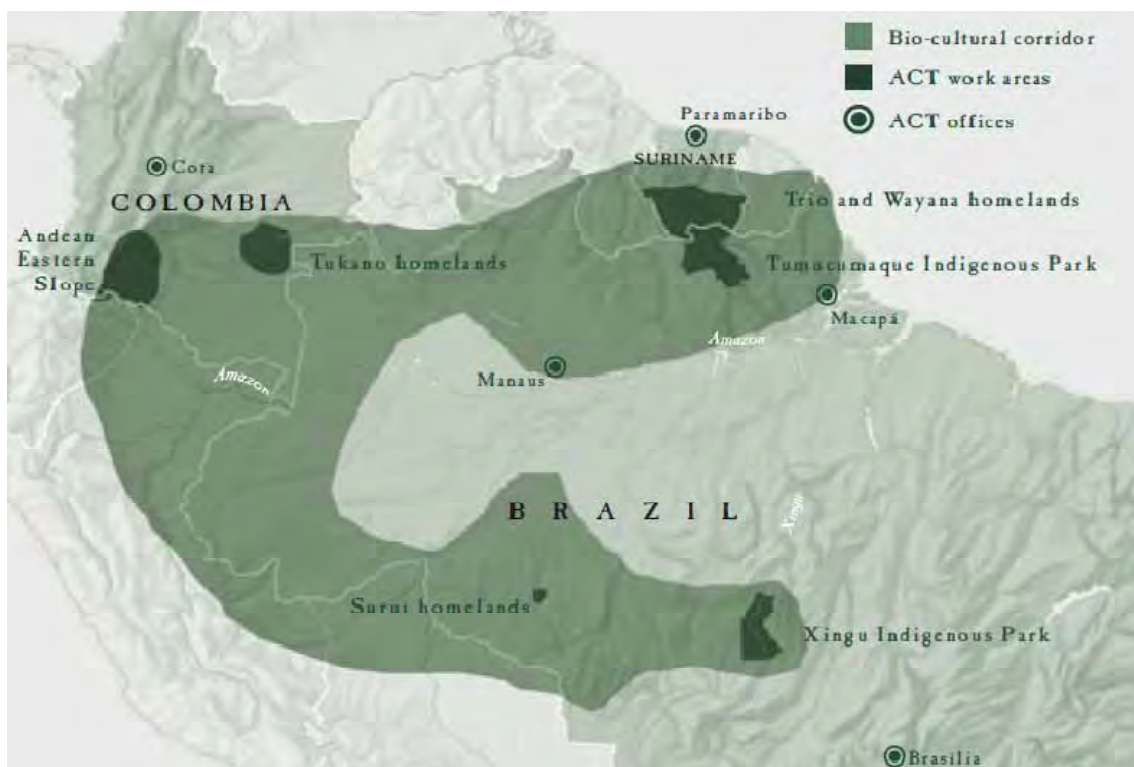 Bio-cultural corridor
ACT work areas
ACT offices
Paramaribo
SURINAME
Cota
COLOMBIA
Trio and Wayana homelands
Andean
Eastern
Slope
Tukano homelands
Tumucumaque Indigenous Park
Macapá
Amazon
Manaus
Amazon
BRAZIL
Xingu
Surui homelands
Xingu Indigenous Park
Brasilia